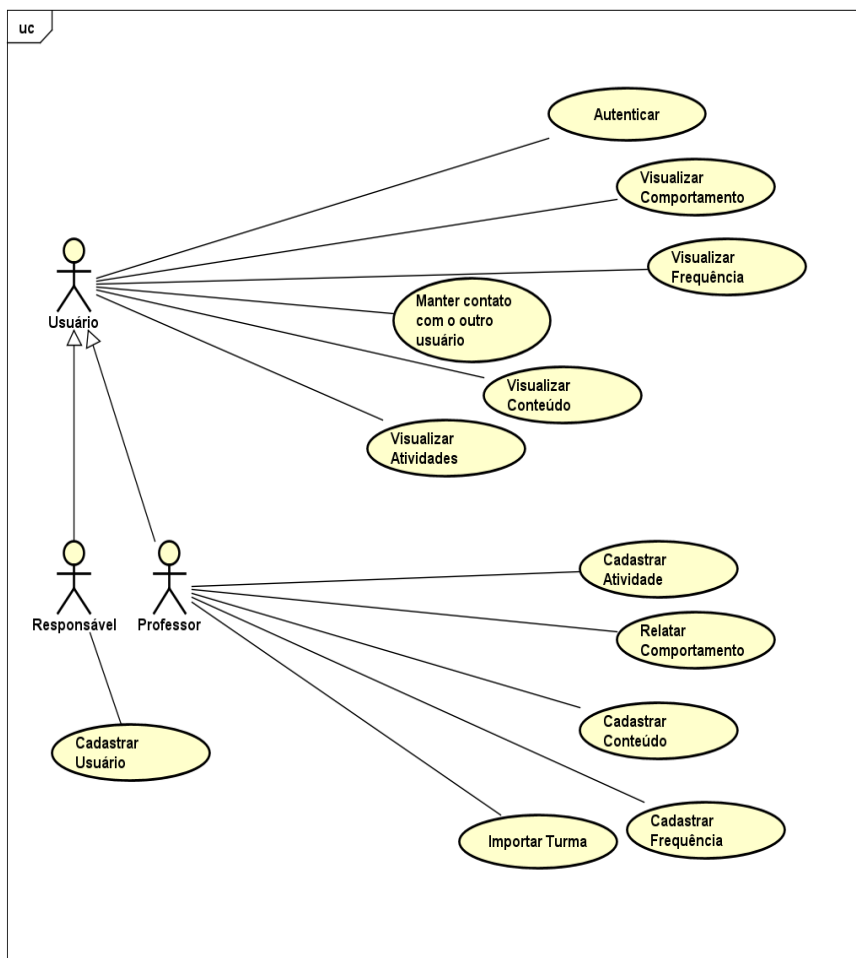 uc
Autenticar
Visualizar
Comportamento
Visualizar
Frequência
Usuário
Manter contato
com o outro
usuário
Visualizar
Conteúdo
Visualizar
Atividades
Responsável
Professor
Cadastrar
Atividade
Relatar
Comportamento
Cadastrar
Conteúdo
Cadastrar
Usuário
Importar Turma
Cadastrar
Frequência